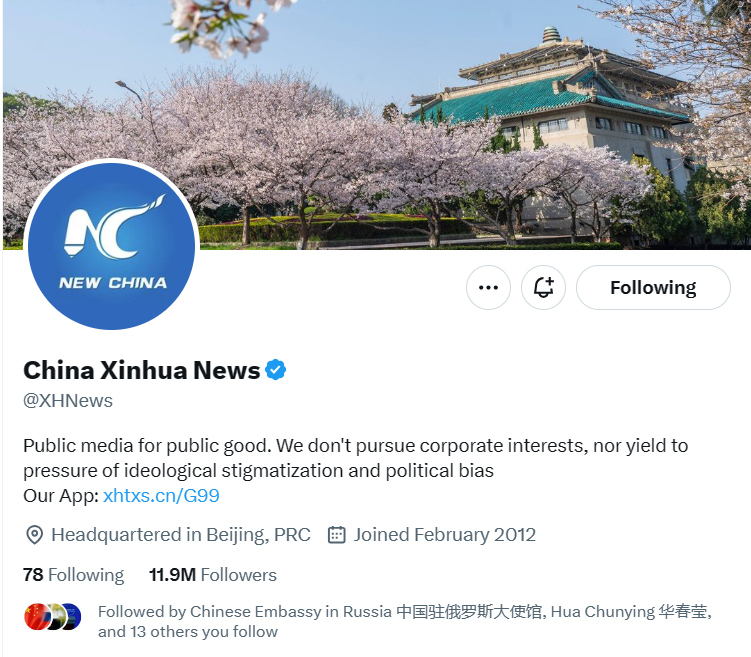 NEW CHINA
Following
China Xinhua News
@XHNews
Public media for public good. We don't pursue corporate interests, nor yield to
pressure of ideological stigmatization and political bias
Our App: xhtxs.cn/G99
Headquartered in Beijing, PRC Joined February 2012
78 Following 11.9M Followers
Followed by Chinese Embassy in Russia 中国驻俄罗斯大使馆, Hua Chunying 华春莹,
and 13 others you follow